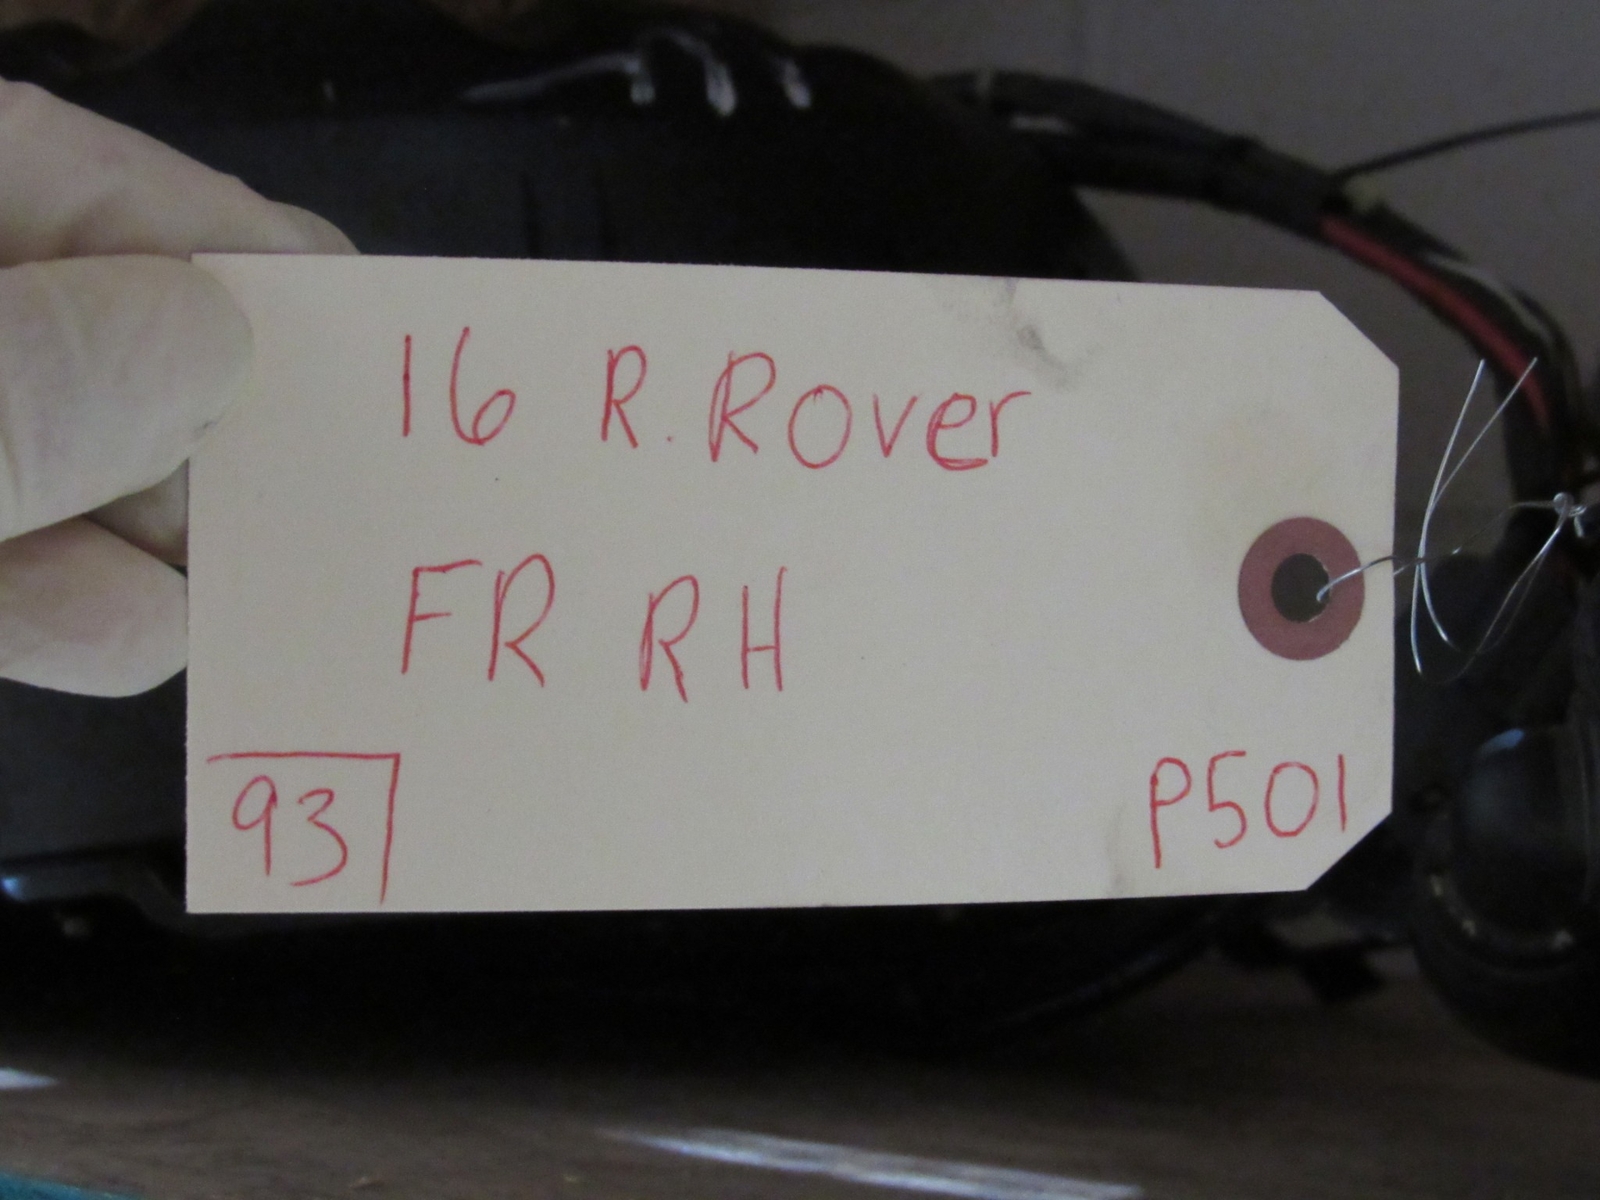 16 R. Rover
FR RH
93
P501